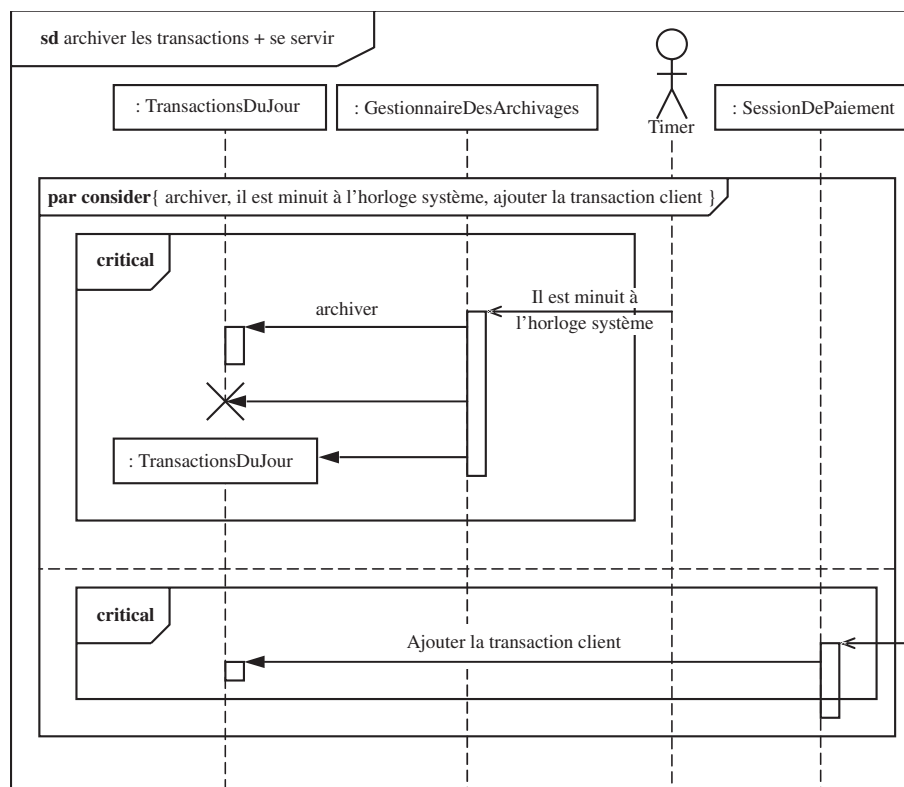 sd archiver les transactions + se servir
: TransactionsDuJour
: GestionnaireDesArchivages
Timer
: SessionDePaiement
par consider{ archiver, il est minuit à l’horloge système, ajouter la transaction client }
critical
archiver
Il est minuit à
l’horloge système
: TransactionsDuJour
critical
Ajouter la transaction client